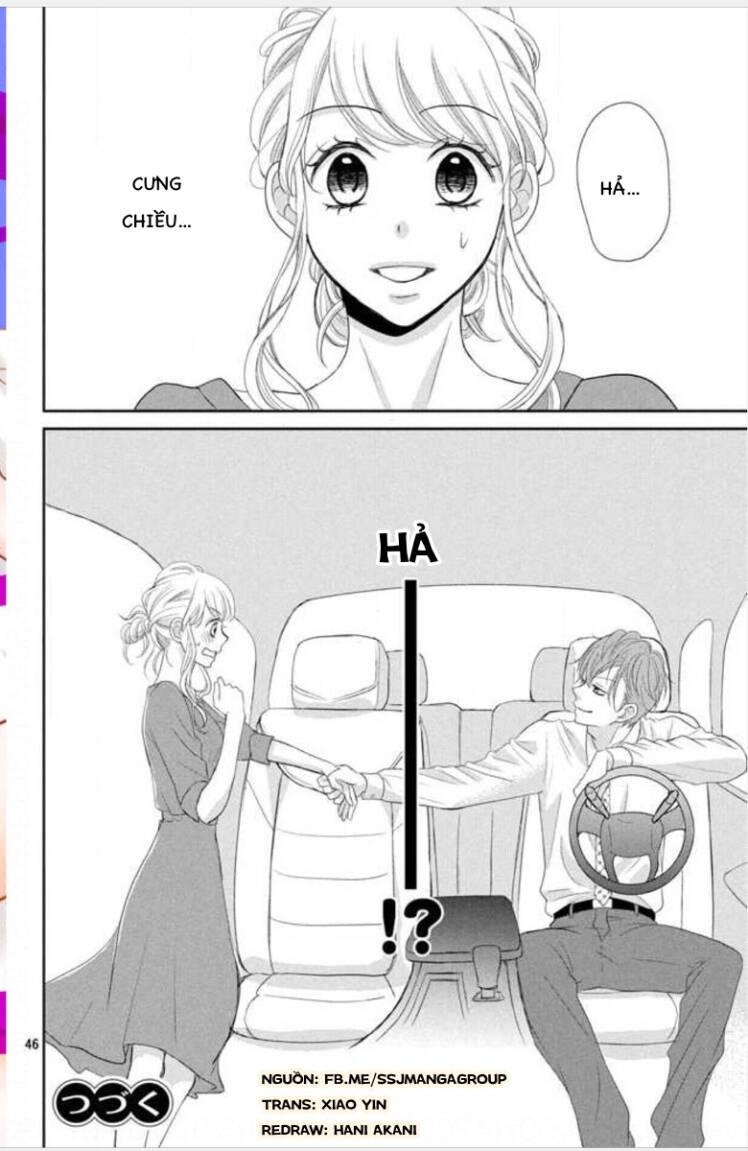 HẢ...
CƯNG
CHIỀU...
HẢ
!?
46
つづく
NGUỒN: FB.ME/SSJMANGAGROUP
TRANS: XIAO YIN
REDRAW: HANI AKANI